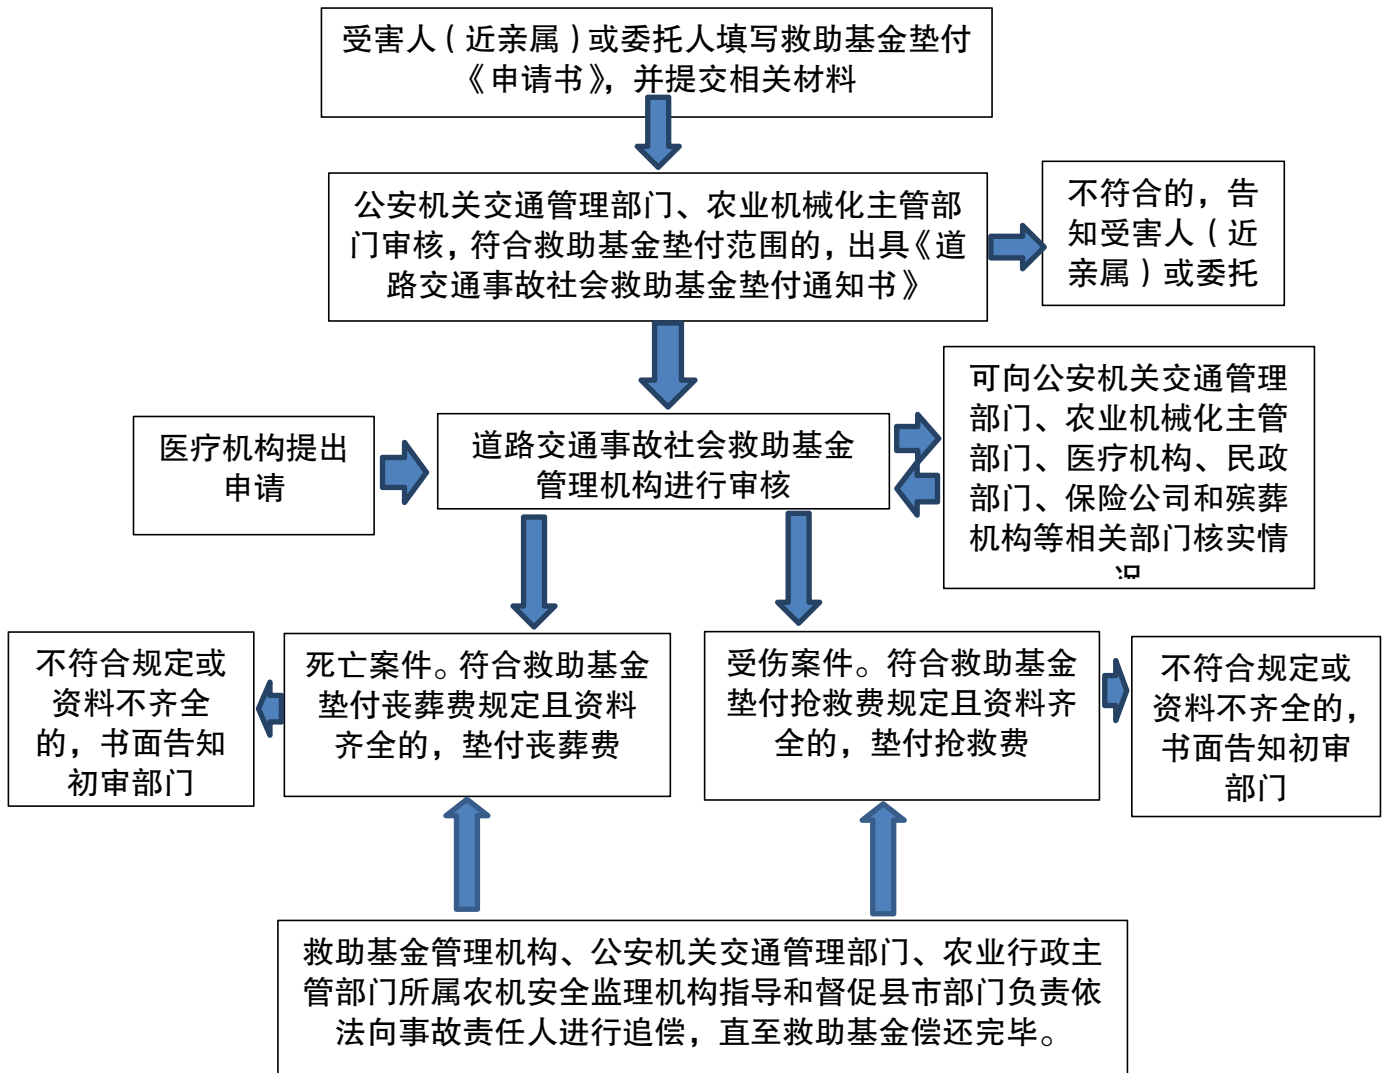 受害人（近亲属）或委托人填写救助基金垫付
《申请书》，并提交相关材料
公安机关交通管理部门、农业机械化主管部
门审核，符合救助基金垫付范围的，出具《道
路交通事故社会救助基金垫付通知书》
不符合的，告
知受害人（近
亲属）或委托
医疗机构提出
申请
道路交通事故社会救助基金
管理机构进行审核
可向公安机关交通管理
部门、农业机械化主管
部门、医疗机构、民政
部门、保险公司和殡葬
机构等相关部门核实情
况
不符合规定或
资料不齐全
的，书面告知
初审部门
死亡案件。符合救助基金
垫付丧葬费规定且资料
齐全的，垫付丧葬费
受伤案件。符合救助基金
垫付抢救费规定且资料齐
全的，垫付抢救费
不符合规定或
资料不齐全的，
书面告知初审
部门
救助基金管理机构、公安机关交通管理部门、农业行政主
管部门所属农机安全监理机构指导和督促县市部门负责依
法向事故责任人进行追偿，直至救助基金偿还完毕。